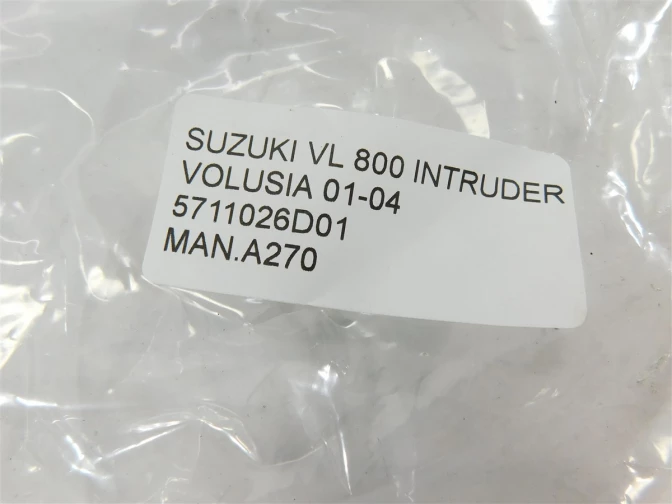 SUZUKI VL 800 INTRUDER
VOLUSIA 01-04
5711026D01
MAN.A270